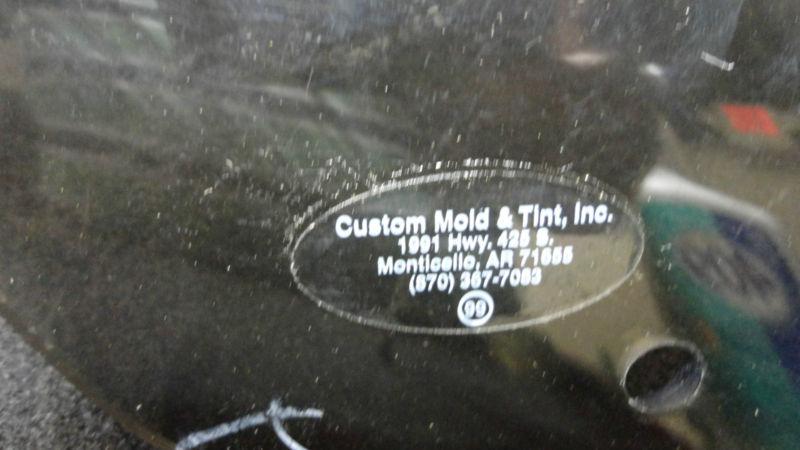 Custom Mold & Tint, Inc.
1991 Hwy. 425 S.
Monticello, AR 71655
(870) 367-7083
99